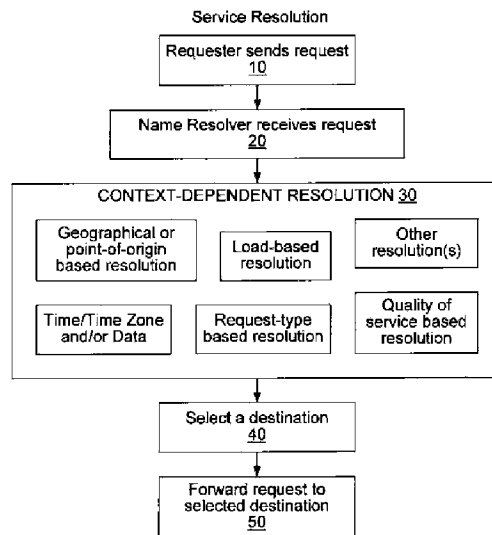 Service Resolution
Requester sends request
10
Name Resolver receives request
20
CONTEXT-DEPENDENT RESOLUTION 30
Geographical or
point-of-origin
based resolution
Load-based
resolution
Other
resolution(s)
Time/Time Zone
and/or Data
Request-type
based resolution
Quality of
service based
resolution
Select a destination
40
Forward request to
selected destination
50